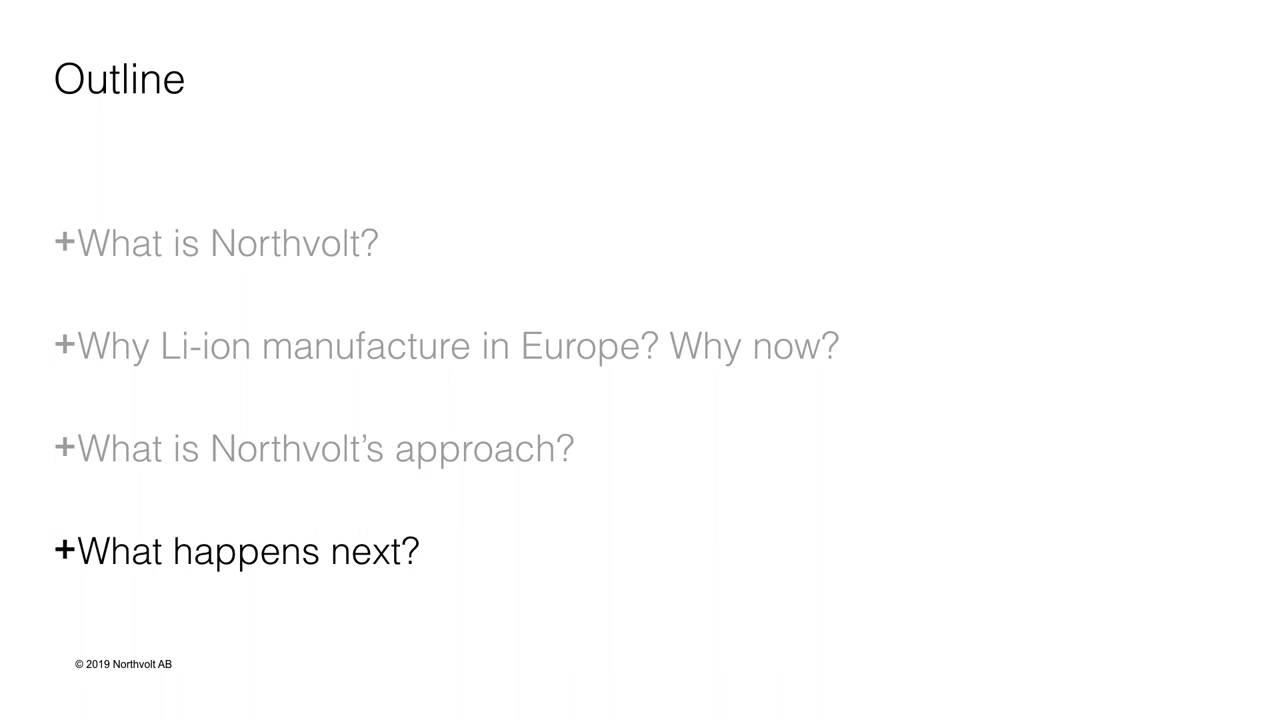 Outline
+What is Northvolt?
+Why Li-ion manufacture in Europe? Why now?
+What is Northvolt’s approach?
+What happens next?
© 2019 Northvolt AB